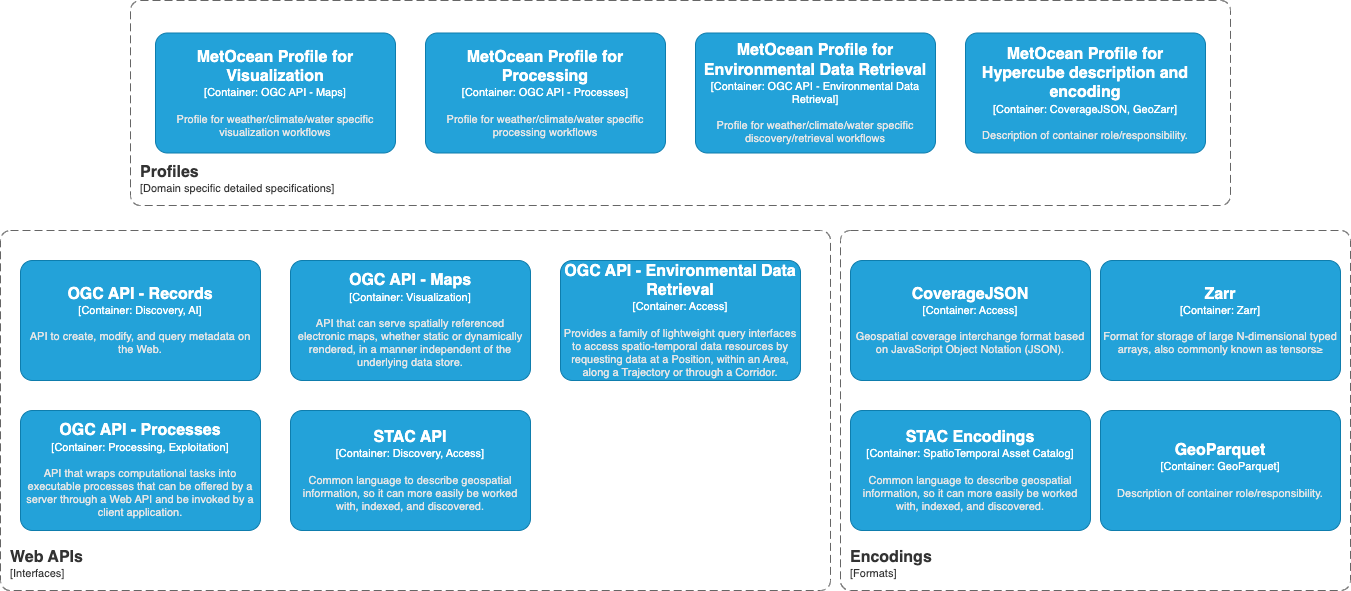 MetOcean Profile for
Visualization
[Container: OGC API - Maps]
Profile for weather/climate/water specific
visualization workflows
MetOcean Profile for
Processing
[Container: OGC API - Processes]
Profile for weather/climate/water specific
processing workflows
MetOcean Profile for
Environmental Data Retrieval
[Container: OGC API - Environmental Data
Retrieval]
Profile for weather/climate/water specific
discovery/retrieval workflows
MetOcean Profile for
Hypercube description and
encoding
[Container: CoverageJSON, GeoZarr]
Description of container role/responsibility.
Profiles
[Domain specific detailed specifications]
OGC API - Records
[Container: Discovery, AI]
API to create, modify, and query metadata on
the Web.
OGC API - Maps
[Container: Visualization]
API that can serve spatially referenced
electronic maps, whether static or dynamically
rendered, in a manner independent of the
underlying data store.
OGC API - Environmental Data
Retrieval
[Container: Access]
Provides a family of lightweight query interfaces
to access spatio-temporal data resources by
requesting data at a Position, within an Area,
along a Trajectory or through a Corridor.
OGC API - Processes
[Container: Processing, Exploitation]
API that wraps computational tasks into
executable processes that can be offered by a
server through a Web API and be invoked by a
client application.
STAC API
[Container: Discovery, Access]
Common language to describe geospatial
information, so it can more easily be worked
with, indexed, and discovered.
Web APIs
[Interfaces]
CoverageJSON
[Container: Access]
Geospatial coverage interchange format based
on JavaScript Object Notation (JSON).
Zarr
[Container: Zarr]
Format for storage of large N-dimensional typed
arrays, also commonly known as tensors≥
STAC Encodings
[Container: SpatioTemporal Asset Catalog]
Common language to describe geospatial
information, so it can more easily be worked
with, indexed, and discovered.
GeoParquet
[Container: GeoParquet]
Description of container role/responsibility.
Encodings
[Formats]